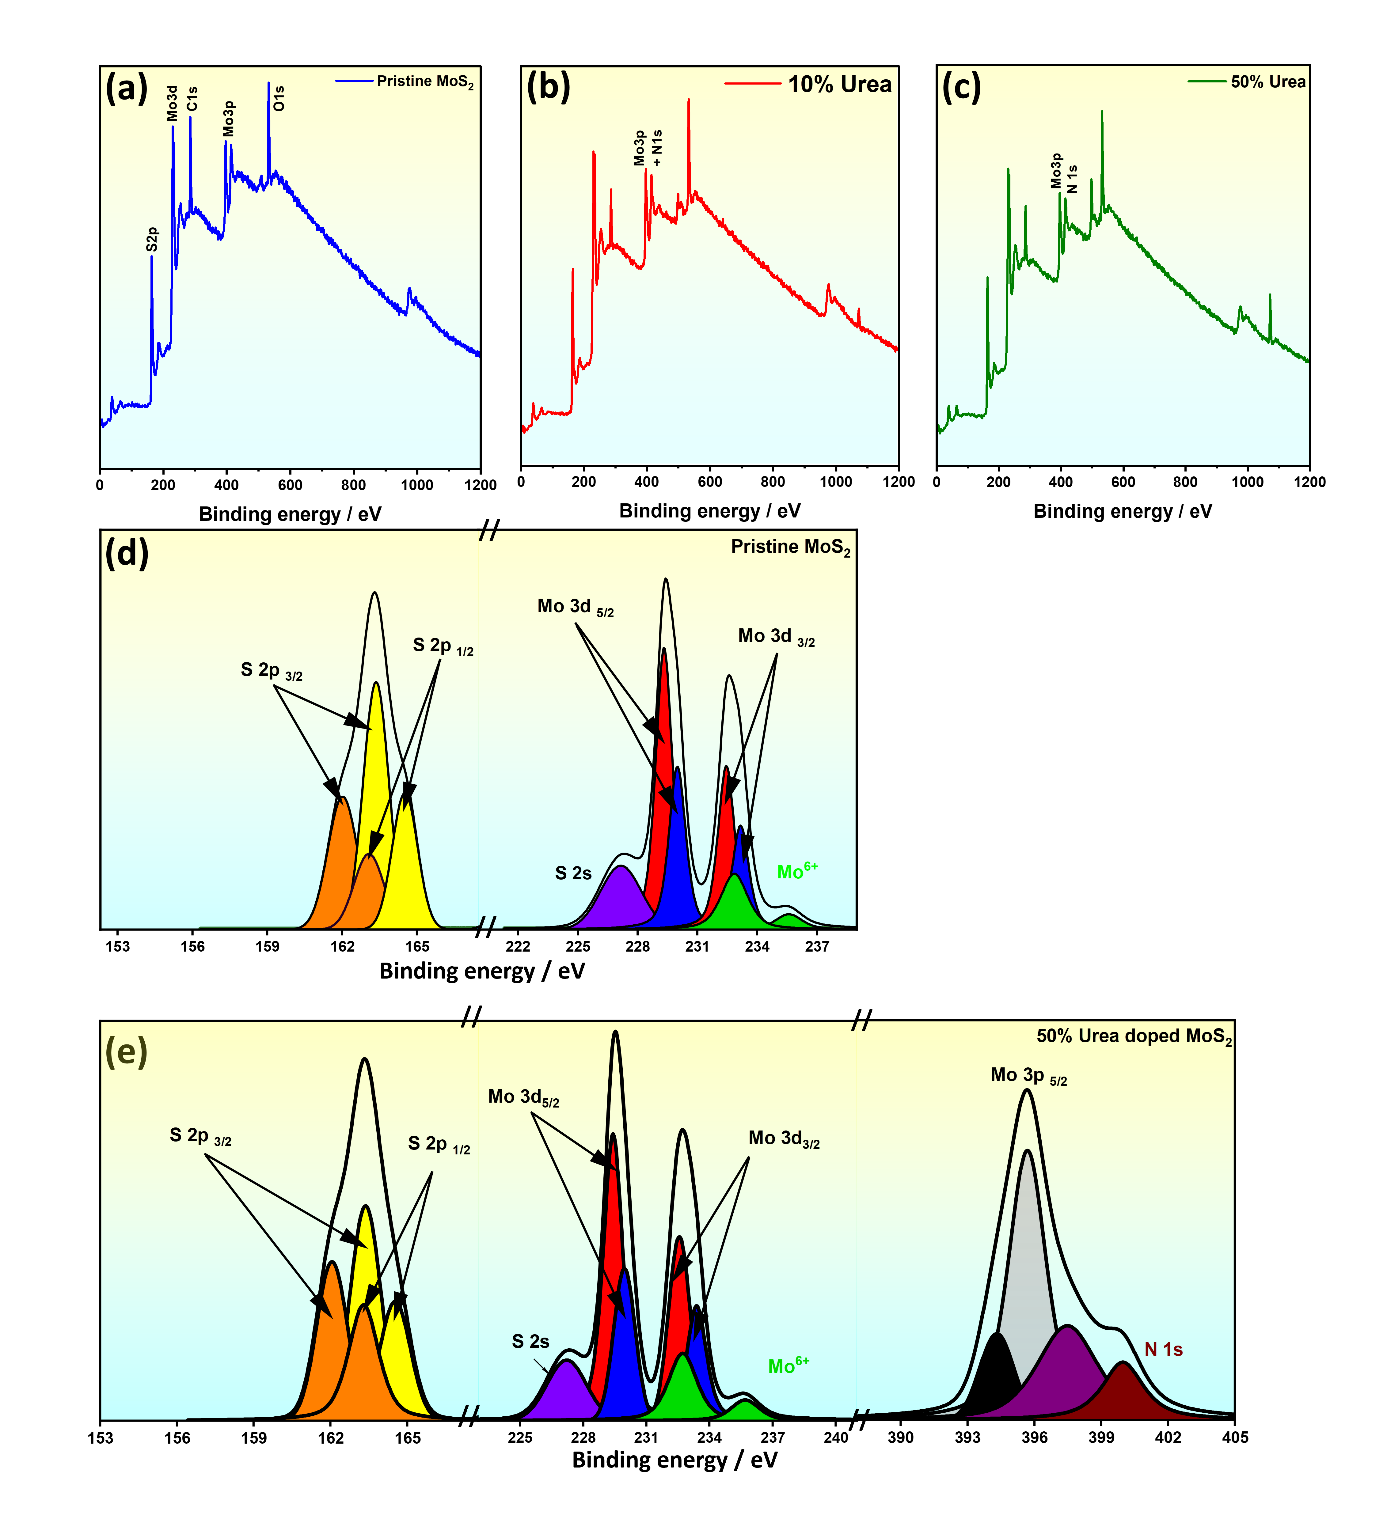 (a)
Pristine MoS2
S2p
Mo3d
C1s
Mo3p
O1s
0 200 400 600 800 1000 1200
Binding energy / eV
(b)
10% Urea
Mo3p
+ N1s
0 200 400 600 800 1000 1200
Binding energy / eV
(c)
50% Urea
Mo3p
N 1s
0 200 400 600 800 1000 1200
Binding energy / eV
(d)
Pristine MoS2
S 2p 3/2
S 2p 1/2
Mo 3d 5/2
Mo 3d 3/2
S 2s
Mo6+
153 156 159 162 165 222 225 228 231 234 237
Binding energy / eV
(e)
50% Urea doped MoS2
S 2p 3/2
S 2p 1/2
Mo 3d5/2
Mo 3d3/2
S 2s
Mo6+
Mo 3p 5/2
N 1s
153 156 159 162 165 225 228 231 234 237 240 390 393 396 399 402 405
Binding energy / eV